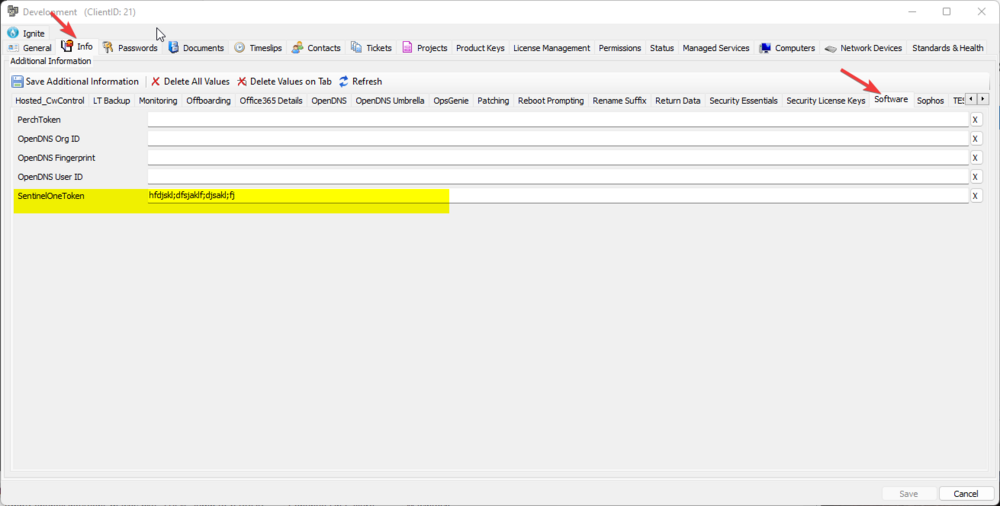 Development (ClientID: 21)
Ignite
General Info Passwords Documents Timeslips Contacts Tickets Projects Product Keys License Management Permissions Status Managed Services Computers Network Devices Standards & Health
Additional Information
Save Additional Information Delete All Values Delete Values on Tab Refresh
Hosted_CwControl LT Backup Monitoring Offboarding Office365 Details OpenDNS OpenDNS Umbrella OpsGenie Patching Reboot Prompting Rename Suffix Return Data Security Essentials Security License Keys Software Sophos TES
PerchToken X
OpenDNS Org ID X
OpenDNS Fingerprint X
OpenDNS User ID X
SentinelOneToken hfdjskl;dfsjaklf;djsakl;fj X
Save Cancel